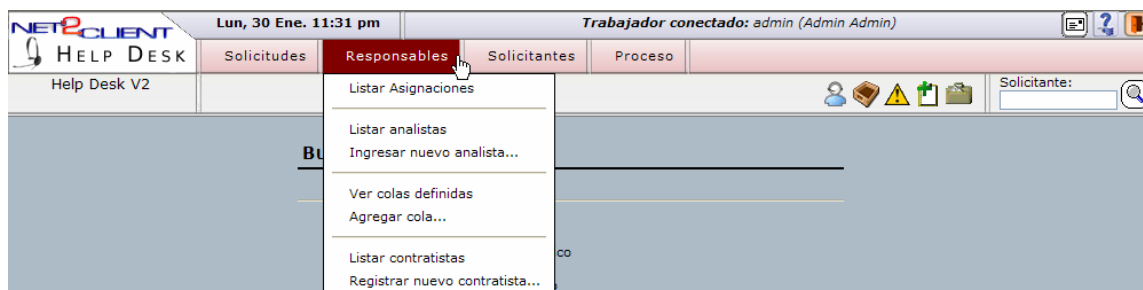 NET2CLIENT
HELP DESK
Lun, 30 Ene. 11:31 pm
Trabajador conectado: admin (Admin Admin)
Solicitudes
Responsables
Solicitantes
Proceso
Help Desk V2
Solicitante:
Listar Asignaciones
Listar analistas
Bu
Ingresar nuevo analista...
Ver colas definidas
Agregar cola...
Listar contratistas
co
Registrar nuevo contratista...